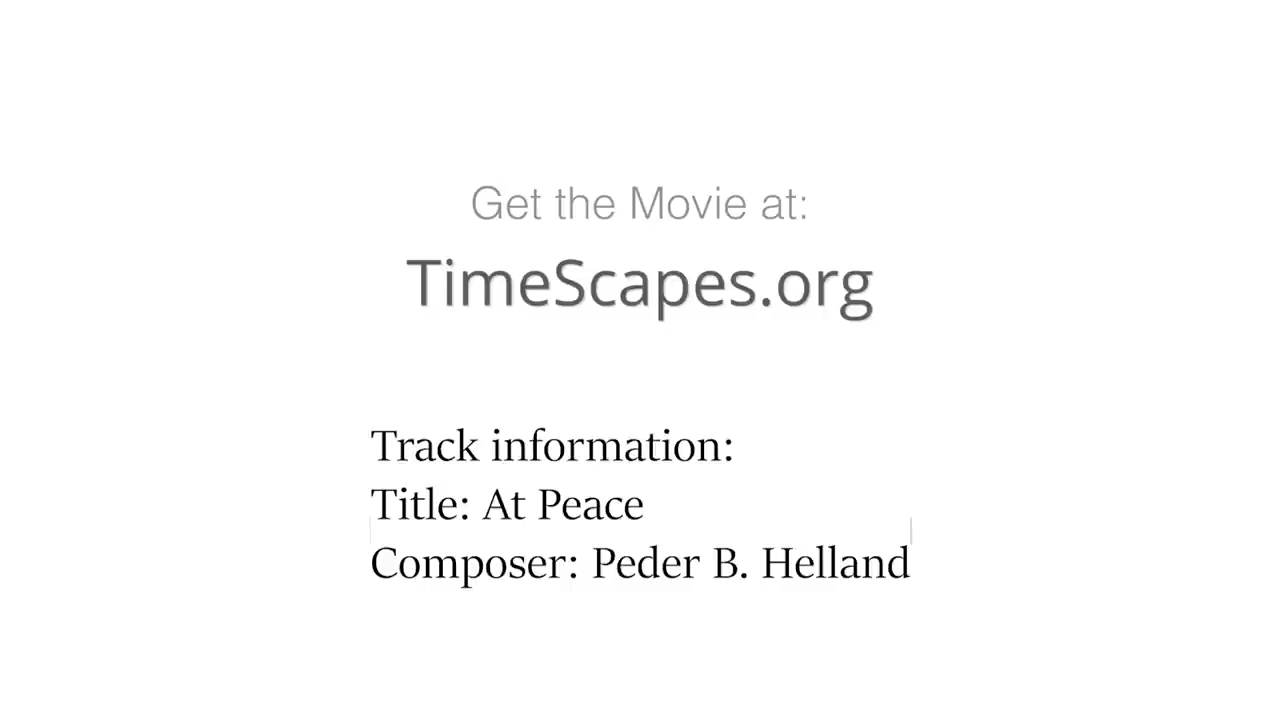 Get the Movie at:
TimeScapes.org
Track information:
Title: At Peace
Composer: Peder B. Helland